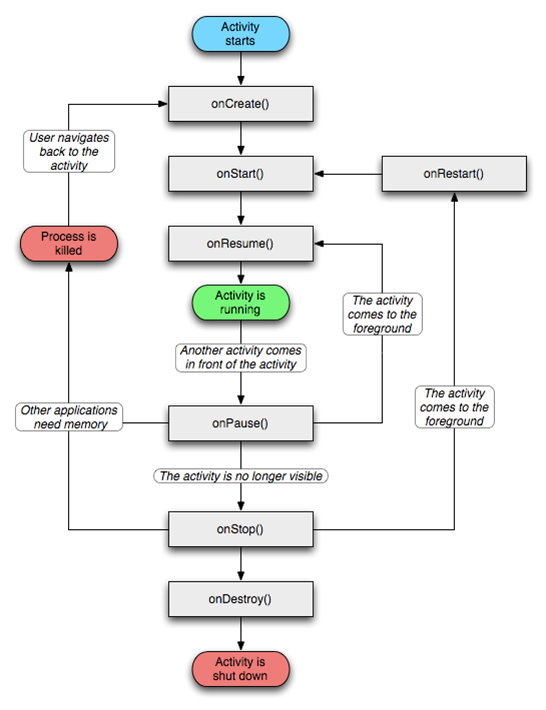 Activity
starts
onCreate()
User navigates
back to the
activity
onStart()
onRestart()
Process is
killed
onResume()
Activity is
running
The activity
comes to the
foreground
Another activity comes
in front of the activity
The activity
comes to the
foreground
Other applications
need memory
onPause()
The activity is no longer visible
onStop()
onDestroy()
Activity is
shut down